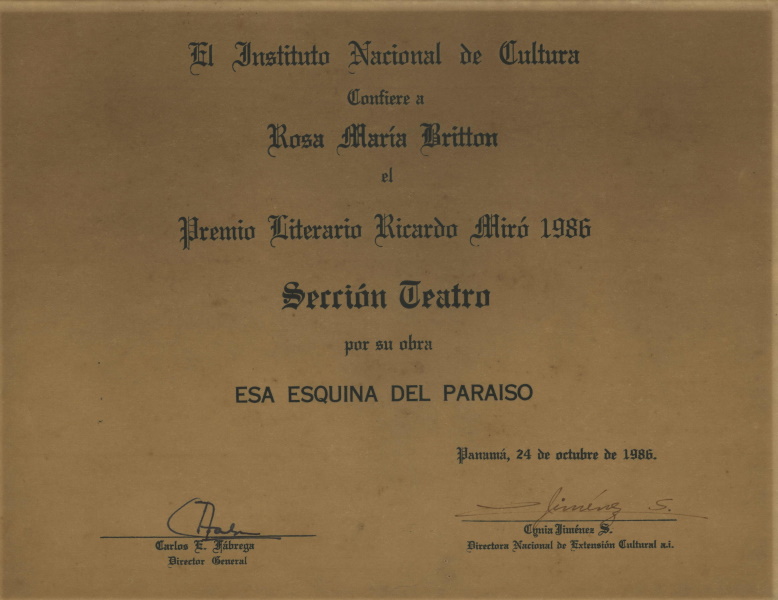 El Instituto Nacional de Cultura
Confiere a
Rosa María Britton
el
Premio Literario Ricardo Miró 1986
Sección Teatro
por su obra
ESA ESQUINA DEL PARAISO
Panamá, 24 de octubre de 1986.
Jiménez S.
Carlos E. Fábrega
Director General
Cynia Jiménez S.
Directora Nacional de Extensión Cultural a.i.